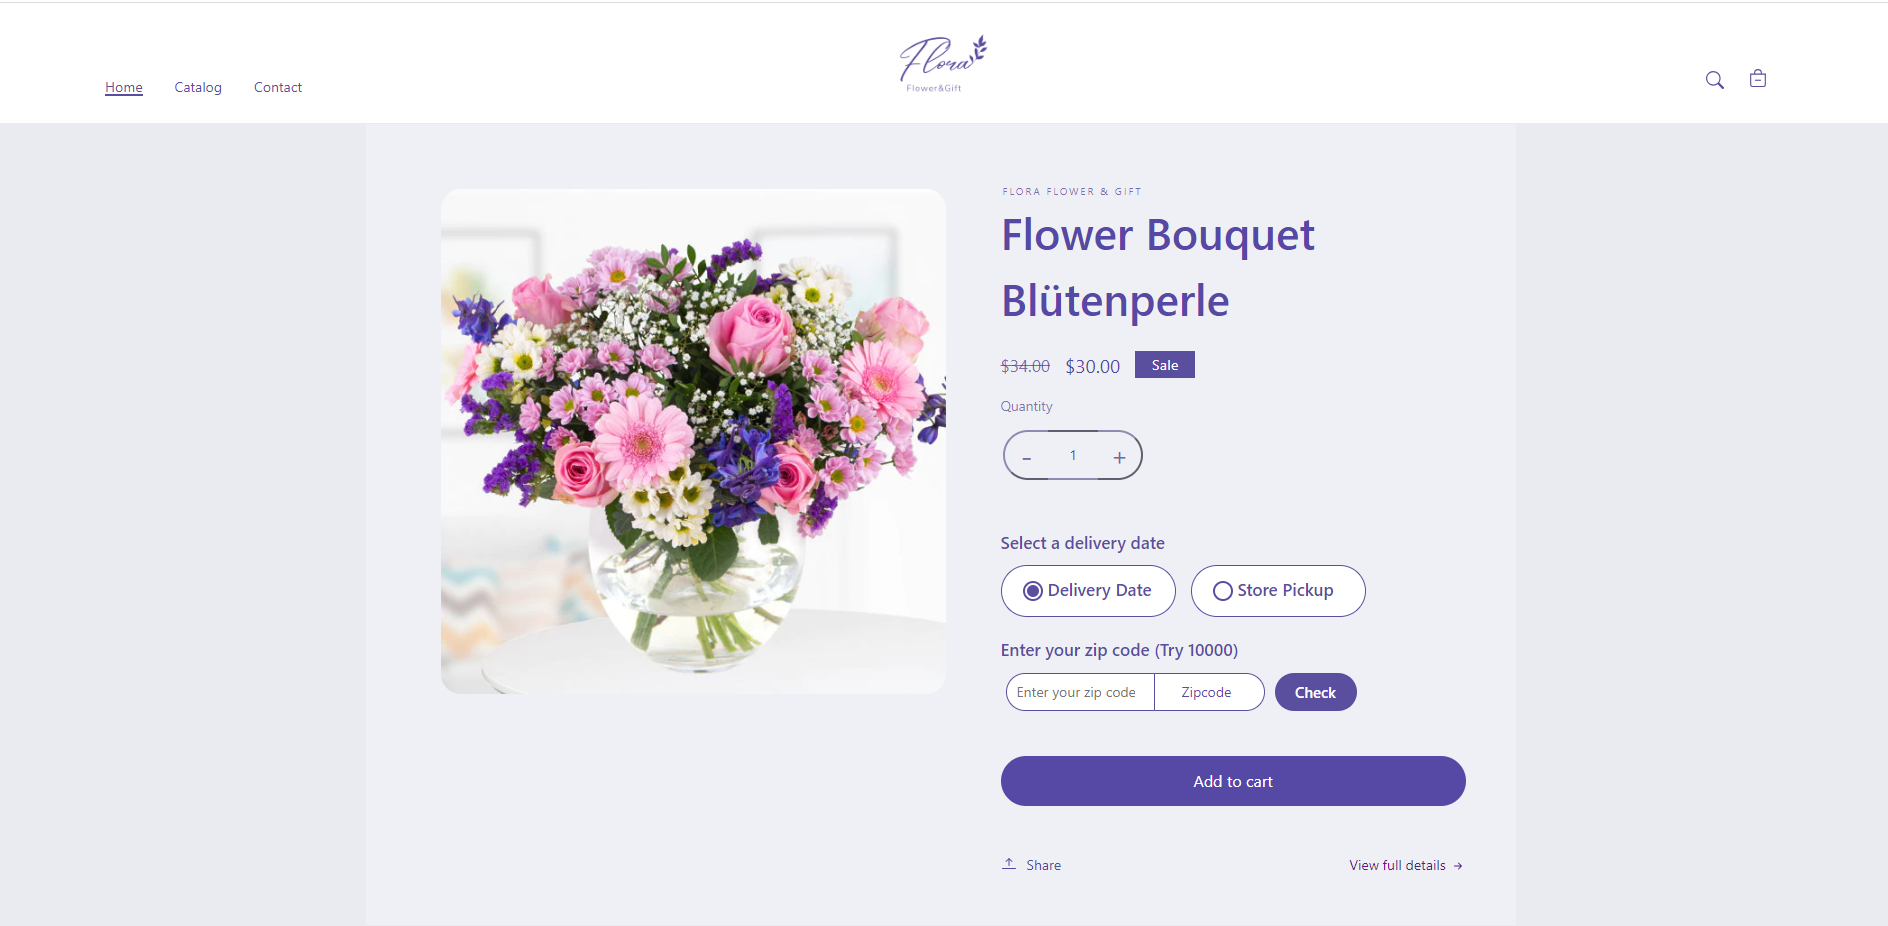 Home
Catalog
Contact
Flora
Flower&Gift
FLORA FLOWER & GIFT
Flower Bouquet
Blütenperle
$34.00 $30.00 Sale
Quantity
- 1 +
Select a delivery date
Delivery Date
Store Pickup
Enter your zip code (Try 10000)
Enter your zip code
Zipcode
Check
Add to cart
Share
View full details →